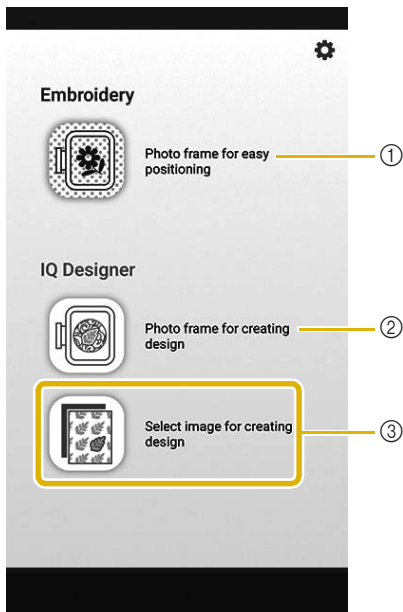 Embroidery
Photo frame for easy
positioning
①
IQ Designer
Photo frame for creating
design
②
Select image for creating
design
③